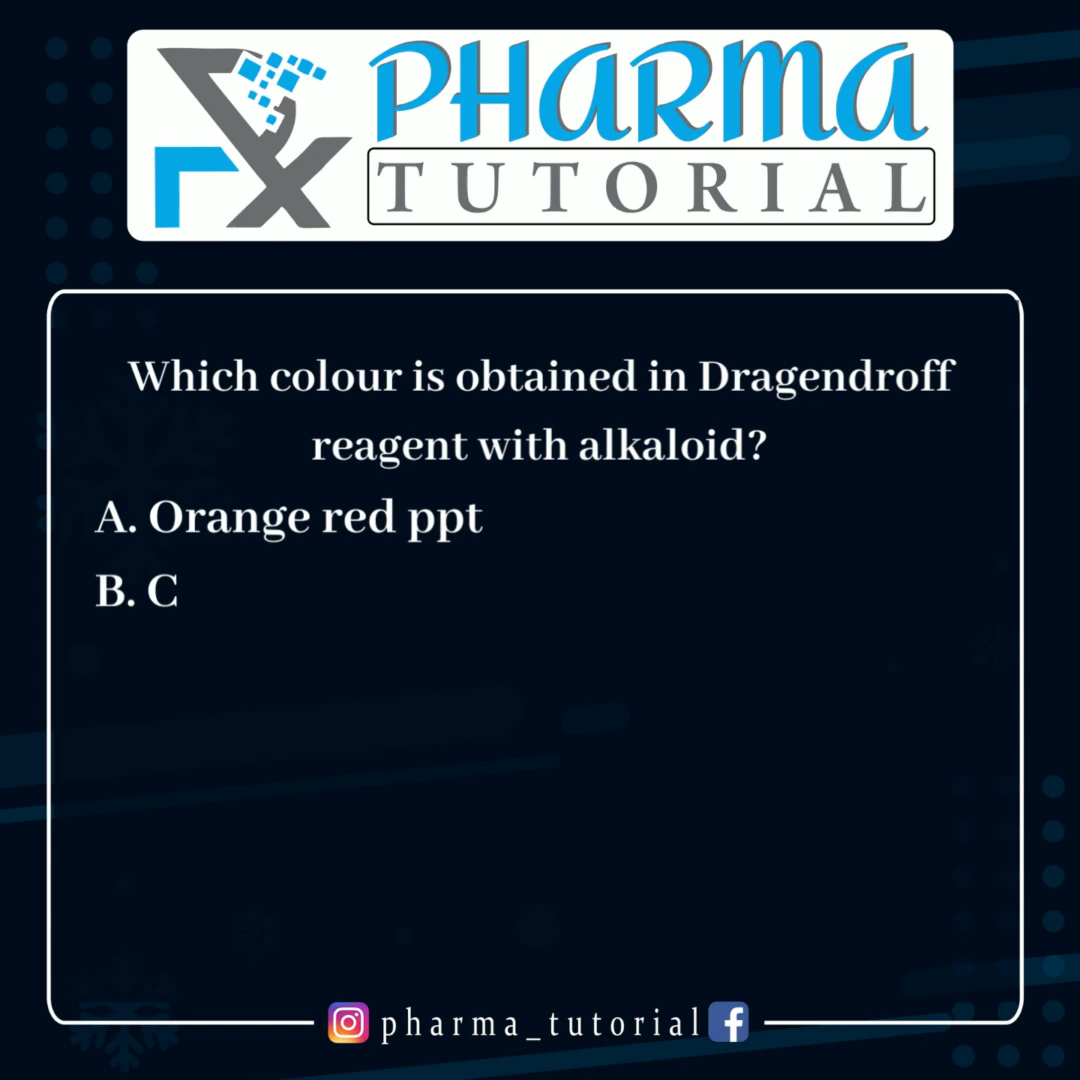 PHARMA
TUTORIAL
Which colour is obtained in Dragendroff
reagent with alkaloid?
A. Orange red ppt
B. C
pharma_tutorial